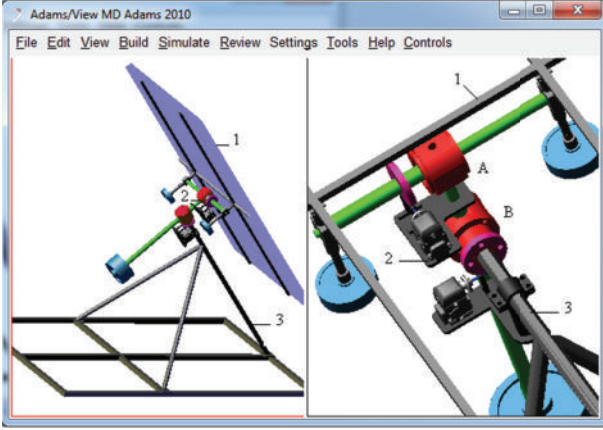 Adams/View MD Adams 2010
File Edit View Build Simulate Review Settings Tools Help Controls
1
2
3
1
A
B
2
3